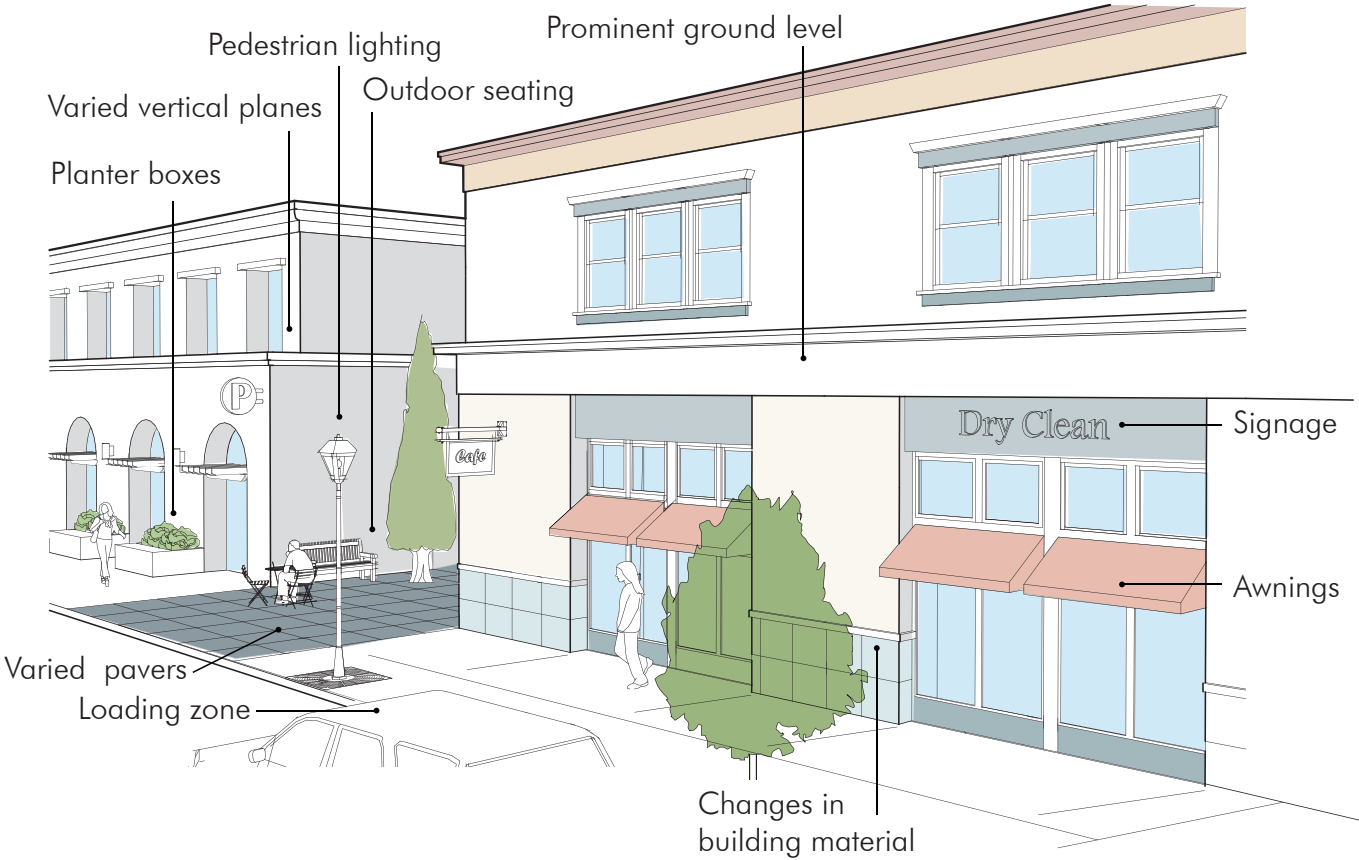 Prominent ground level
Pedestrian lighting
Outdoor seating
Varied vertical planes
Planter boxes
P
Cafe
Dry Clean
Signage
Awnings
Varied pavers
Loading zone
Changes in
building material